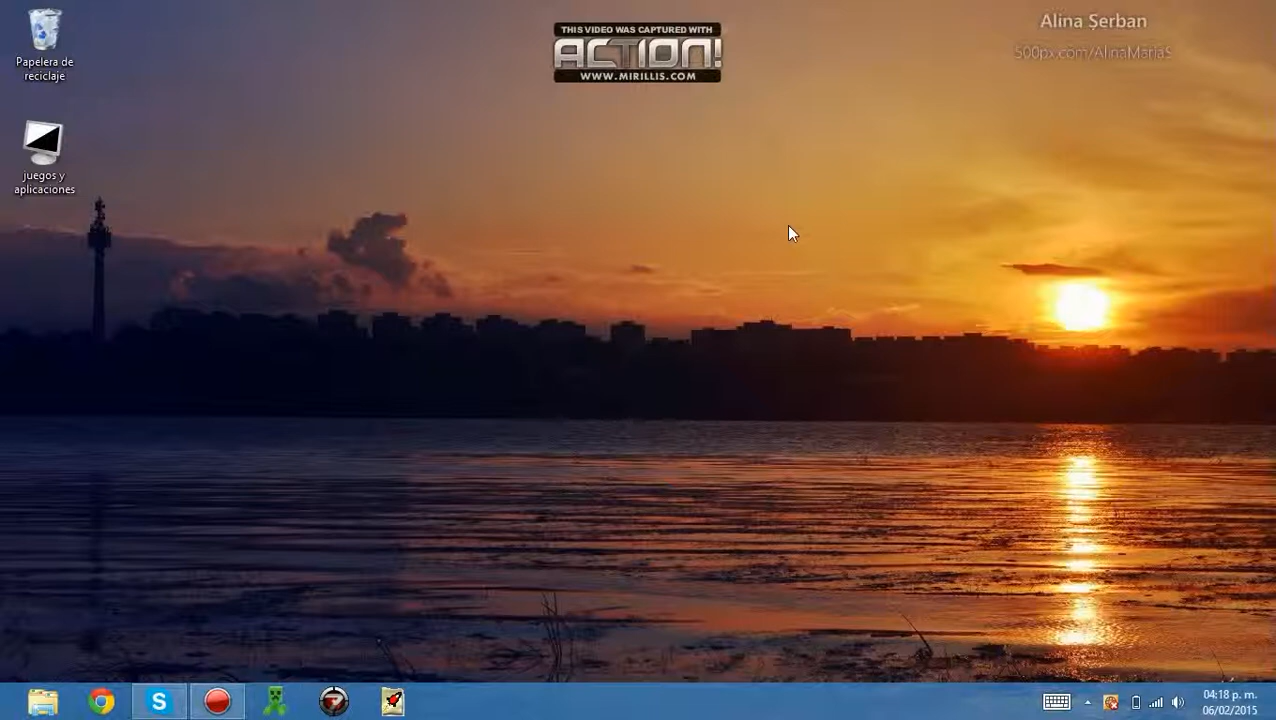 Papelera de
reciclaje
juegos y
aplicaciones
THIS VIDEO WAS CAPTURED WITH
ACTION!
WWW.MIRILLIS.COM
Alina Şerban
500px.com/AlinaMariaS
04:18 p. m.
06/02/2015